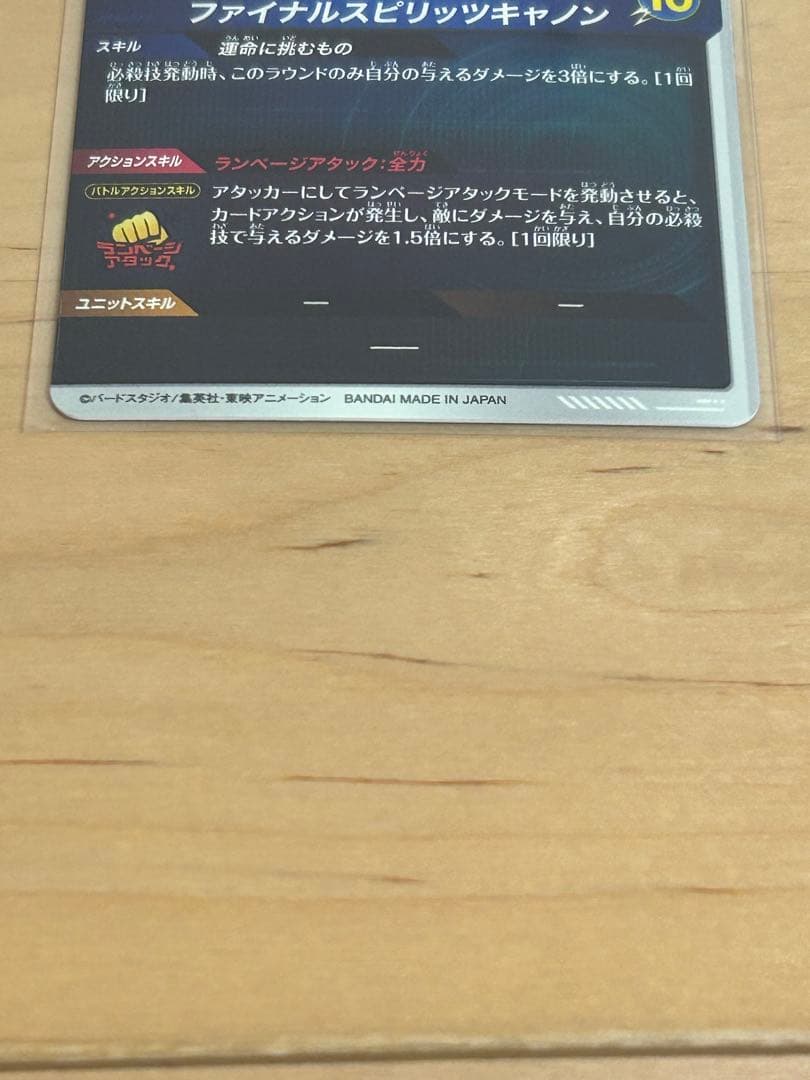 ファイナルスピリッツキャノン
スキル 運命に挑むもの
必殺技発動時、このラウンドのみ自分の与えるダメージを3倍にする。[1回
限り]
アクションスキル ランページアタック:全力
バトルアクションスキル アタッカーにしてランページアタックモードを発動させると、
カードアクションが発生し、敵にダメージを与え、自分の必殺
技で与えるダメージを1.5倍にする。[1回限り]
ランページ
アタック
ユニットスキル ー ー
ー
©バードスタジオ/集英社・東映アニメーション BANDAI MADE IN JAPAN